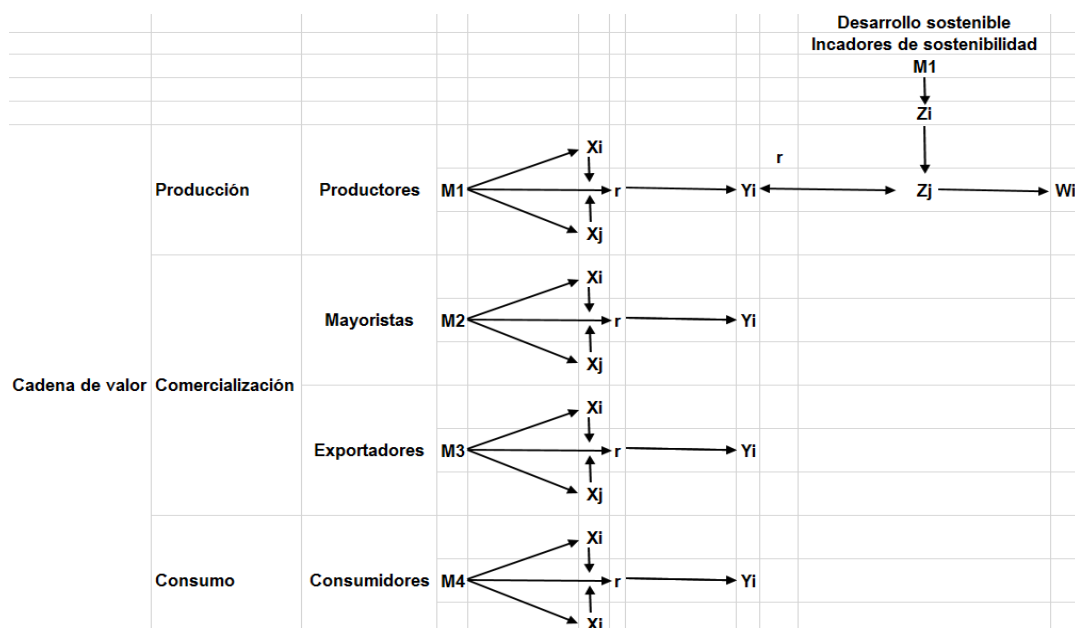 Desarrollo sostenible
Incadores de sostenibilidad
M1
Zi
Xi
r
Producción Productores M1 r Yi Zj Wi
Xj
Xi
Mayoristas M2 r Yi
Xj
Cadena de valor Comercialización
Xi
Exportadores M3 r Yi
Xj
Xi
Consumo Consumidores M4 r Yi